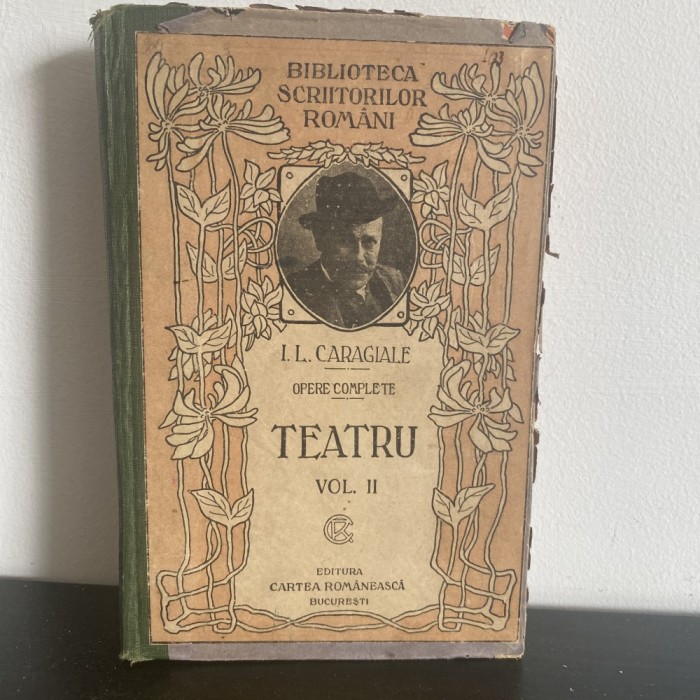 BIBLIOTECA
SCRIITORILOR
ROMÂNI
I. L. CARAGIALE
OPERE COMPLETE
TEATRU
VOL. II
EDITURA
CARTEA ROMÂNEASCĂ
BUCUREȘTI